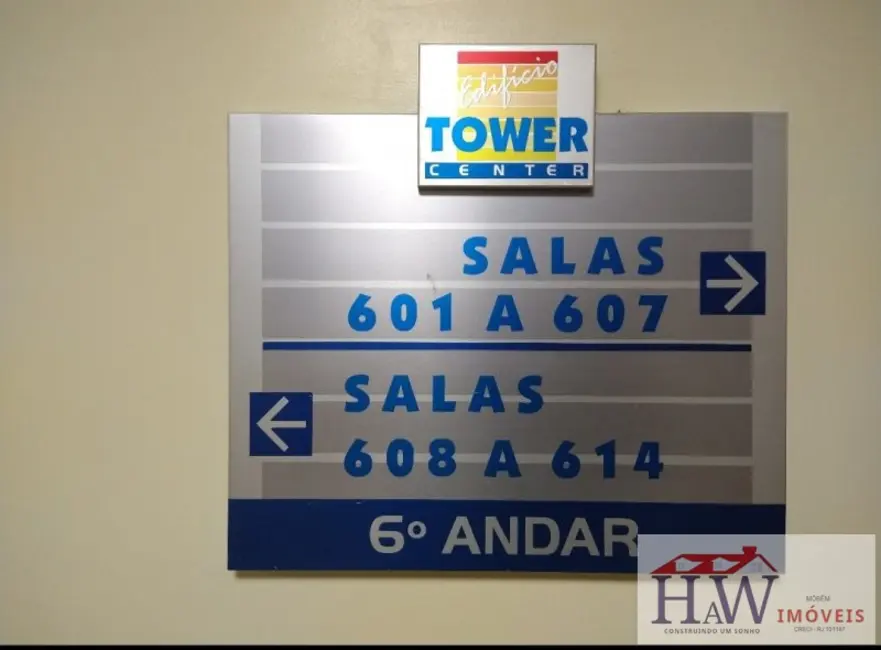 Edifício
TOWER
CENTER
SALAS
601 A 607
SALAS
608 A 614
6º ANDAR
HAW
IMÓVEIS
CONSTRUINDO UM SONHO